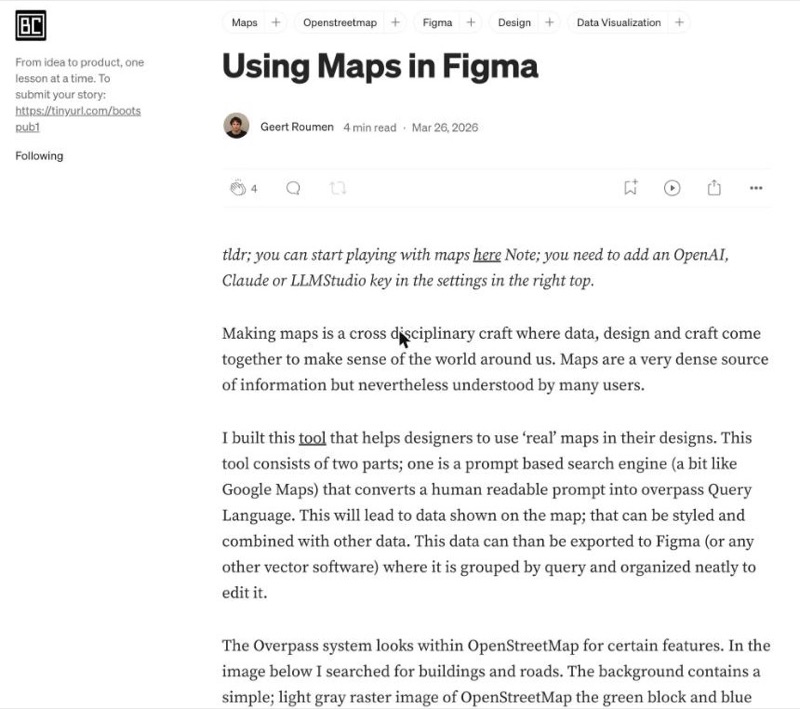 BC
From idea to product, one
lesson at a time. To
submit your story:
https://tinyurl.com/boots
pub1
Following
Maps +
Openstreetmap +
Figma +
Design +
Data Visualization +
Using Maps in Figma
Geert Roumen 4 min read · Mar 26, 2026
4
tldr; you can start playing with maps here Note; you need to add an OpenAI,
Claude or LLMStudio key in the settings in the right top.
Making maps is a cross disciplinary craft where data, design and craft come
together to make sense of the world around us. Maps are a very dense source
of information but nevertheless understood by many users.
I built this tool that helps designers to use ‘real’ maps in their designs. This
tool consists of two parts; one is a prompt based search engine (a bit like
Google Maps) that converts a human readable prompt into overpass Query
Language. This will lead to data shown on the map; that can be styled and
combined with other data. This data can than be exported to Figma (or any
other vector software) where it is grouped by query and organized neatly to
edit it.
The Overpass system looks within OpenStreetMap for certain features. In the
image below I searched for buildings and roads. The background contains a
simple; light gray raster image of OpenStreetMap the green block and blue